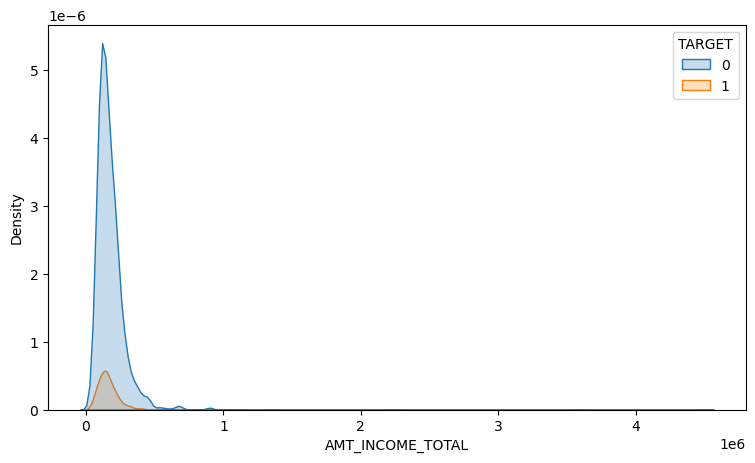 1e−6
TARGET
0
1
5
4
3
2
1
0
Density
0
1
2
3
4
1e6
AMT_INCOME_TOTAL